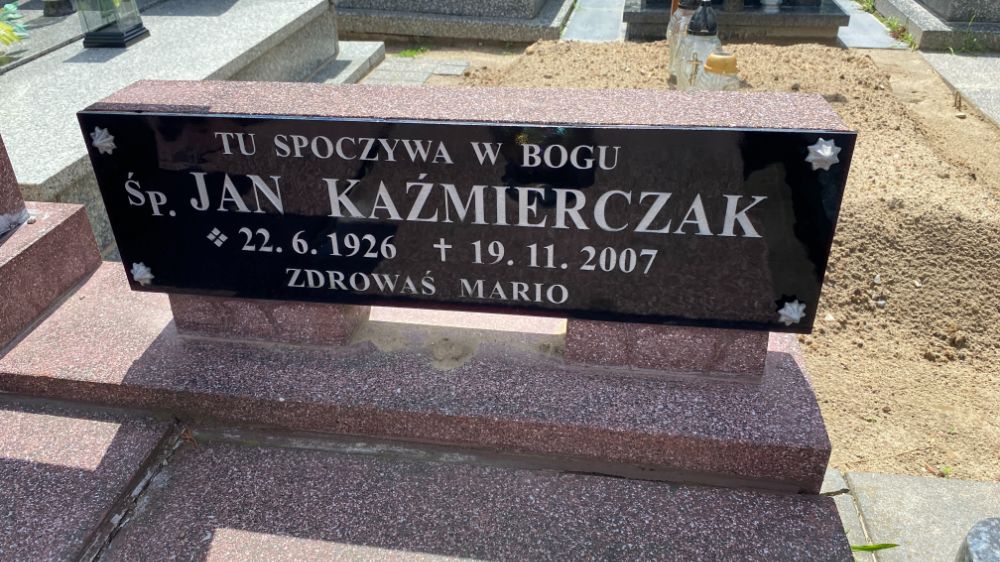 TU SPOCZYWA W BOGU
ŚP. JAN KAŹMIERCZAK
❖ 22. 6. 1926 ✝ 19. 11. 2007
ZDROWAŚ MARIO